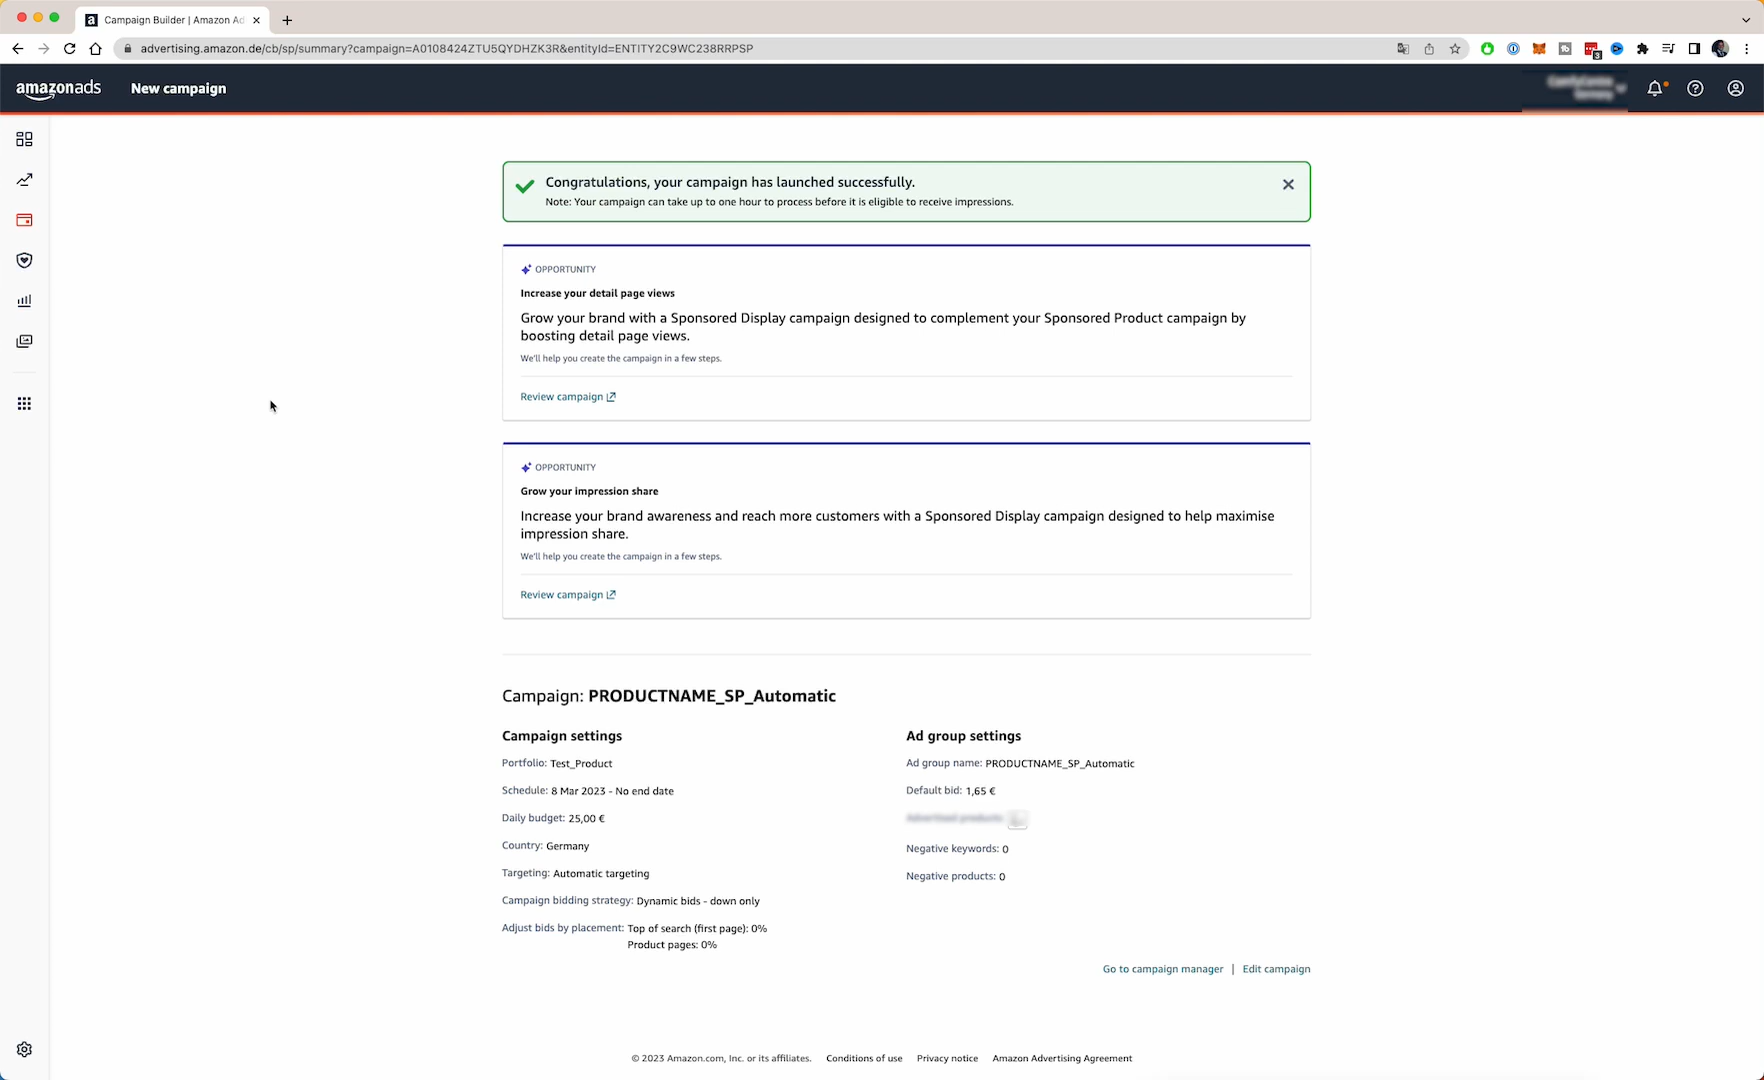 Campaign Builder | Amazon Ad
advertising.amazon.de/cb/sp/summary?campaign=A0108424ZTU5QYDHZK3R&entityId=ENTITY2C9WC238RRPSP
amazonads
New campaign
Congratulations, your campaign has launched successfully.
Note: Your campaign can take up to one hour to process before it is eligible to receive impressions.
OPPORTUNITY
Increase your detail page views
Grow your brand with a Sponsored Display campaign designed to complement your Sponsored Product campaign by
boosting detail page views.
We'll help you create the campaign in a few steps.
Review campaign
OPPORTUNITY
Grow your impression share
Increase your brand awareness and reach more customers with a Sponsored Display campaign designed to help maximise
impression share.
We'll help you create the campaign in a few steps.
Review campaign
Campaign: PRODUCTNAME_SP_Automatic
Campaign settings
Portfolio: Test_Product
Schedule: 8 Mar 2023 - No end date
Daily budget: 25,00 €
Country: Germany
Targeting: Automatic targeting
Campaign bidding strategy: Dynamic bids - down only
Adjust bids by placement: Top of search (first page): 0%
Product pages: 0%
Ad group settings
Ad group name: PRODUCTNAME_SP_Automatic
Default bid: 1,65 €
Negative keywords: 0
Negative products: 0
Go to campaign manager | Edit campaign
© 2023 Amazon.com, Inc. or its affiliates. Conditions of use Privacy notice Amazon Advertising Agreement